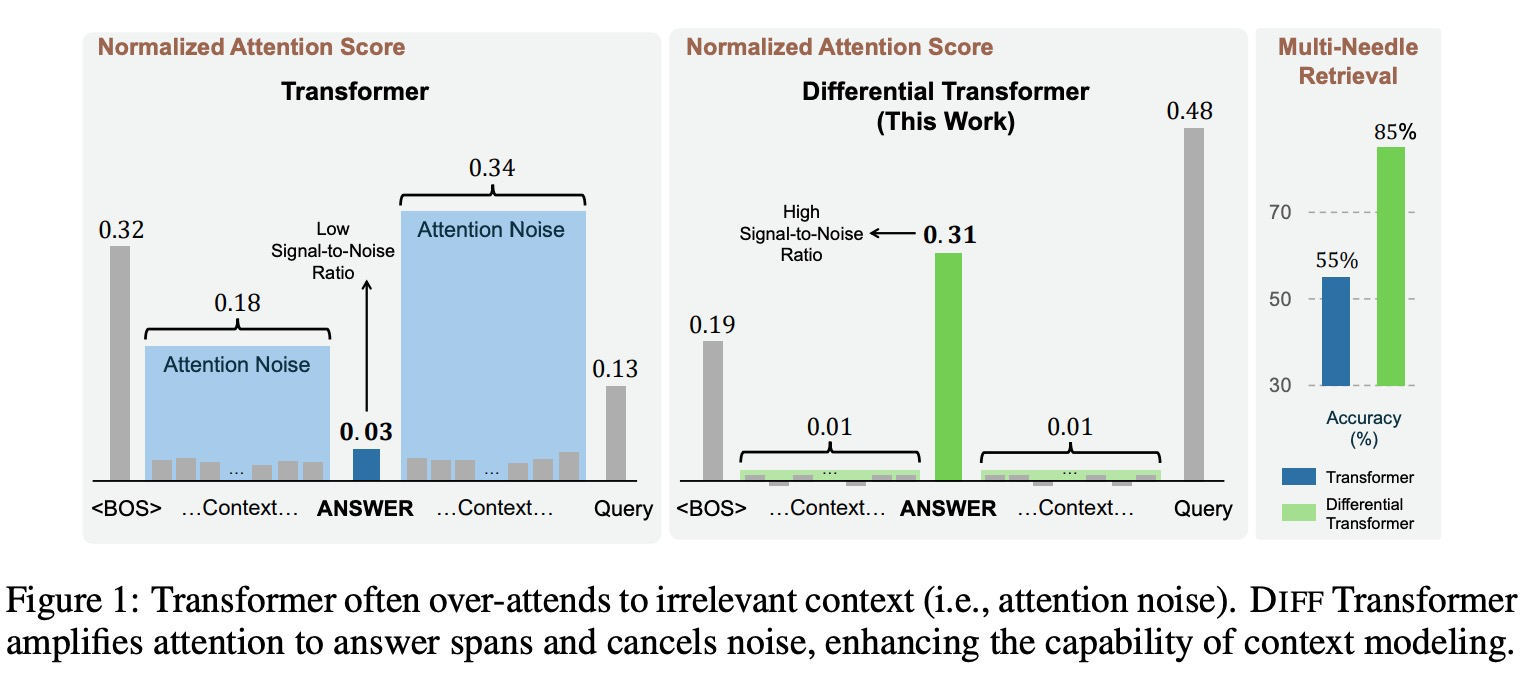 Normalized Attention Score
Transformer
0.32
0.18
Attention Noise
Low
Signal-to-Noise
Ratio
0.03
0.34
Attention Noise
0.13
...
...
<BOS>
...Context...
ANSWER
...Context...
Query
Normalized Attention Score
Differential Transformer
(This Work)
0.19
High
Signal-to-Noise
Ratio
0.31
0.01
...
0.01
...
0.48
<BOS>
...Context...
ANSWER
...Context...
Query
Multi-Needle
Retrieval
85%
70
55%
50
30
Accuracy
(%)
Transformer
Differential
Transformer
Figure 1: Transformer often over-attends to irrelevant context (i.e., attention noise). DIFF Transformer
amplifies attention to answer spans and cancels noise, enhancing the capability of context modeling.